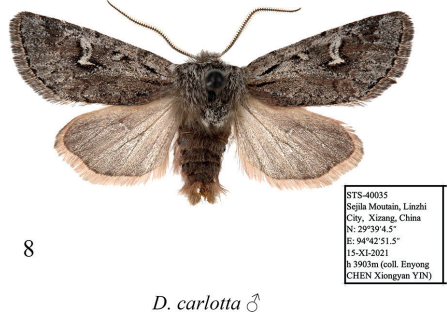 STS-40035
Sejila Moutain, Linzhi
City, Xizang, China
N: 29°39'4.5"
E: 94°42'51.5"
15-XI-2021
h 3903m (coll. Enyong
CHEN Xiongyan YIN)
8
D. carlotta ♂